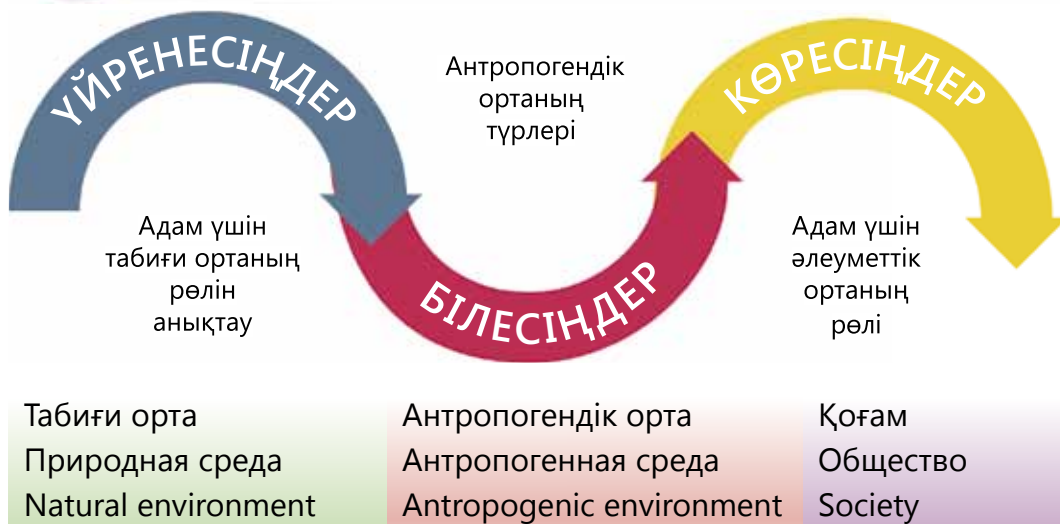 ҮЙРЕНЕСІҢДЕР
Адам үшін
табиғи ортаның
рөлін
анықтау
Антропогендік
ортаның
түрлері
БІЛЕСІҢДЕР
КӨРЕСІҢДЕР
Адам үшін
әлеуметтік
ортаның
рөлі
Табиғи орта
Природная среда
Natural environment
Антропогендік орта
Антропогенная среда
Antropogenic environment
Қоғам
Общество
Society